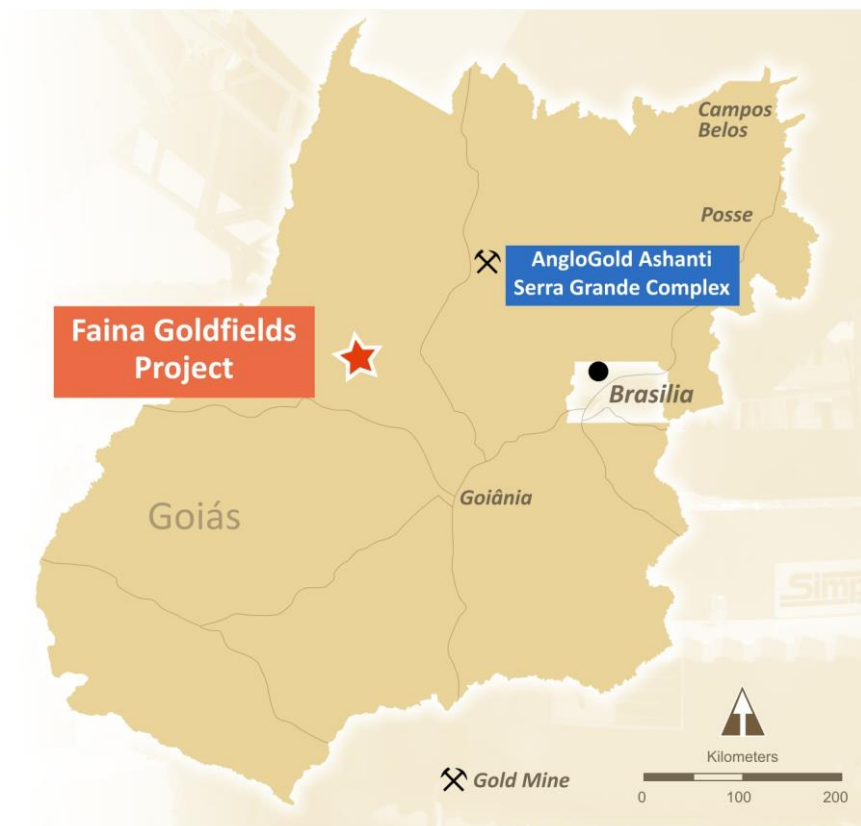 Campos
Belos
Posse
AngloGold Ashanti
Serra Grande Complex
Faina Goldfields
Project
Brasilia
Goiânia
Goiás
Simp
Kilometers
Gold Mine
0 100 200